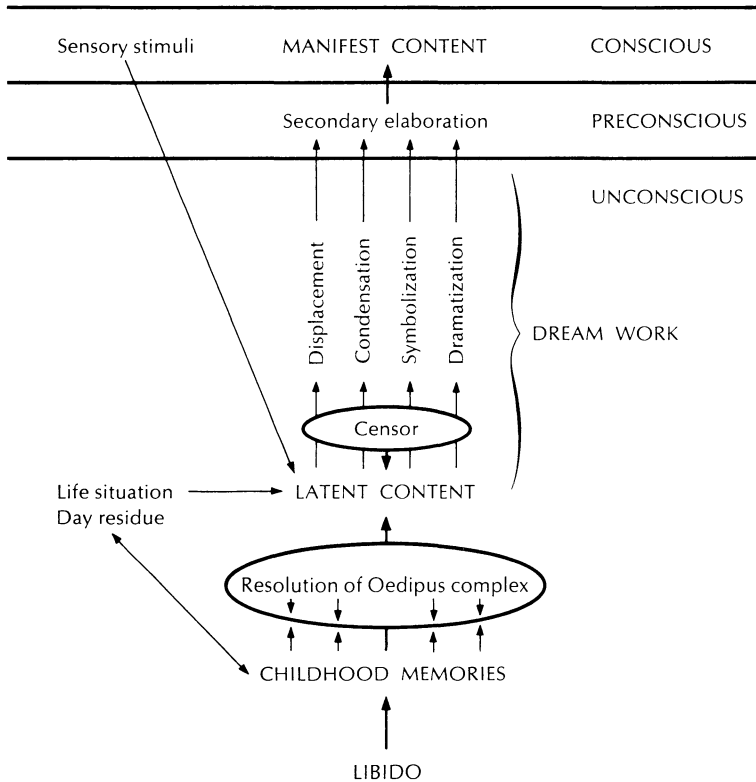 Sensory stimuli
MANIFEST CONTENT
CONSCIOUS
Secondary elaboration
PRECONSCIOUS
UNCONSCIOUS
Displacement
Condensation
Symbolization
Dramatization
DREAM WORK
Censor
Life situation
Day residue
LATENT CONTENT
Resolution of Oedipus complex
CHILDHOOD MEMORIES
LIBIDO